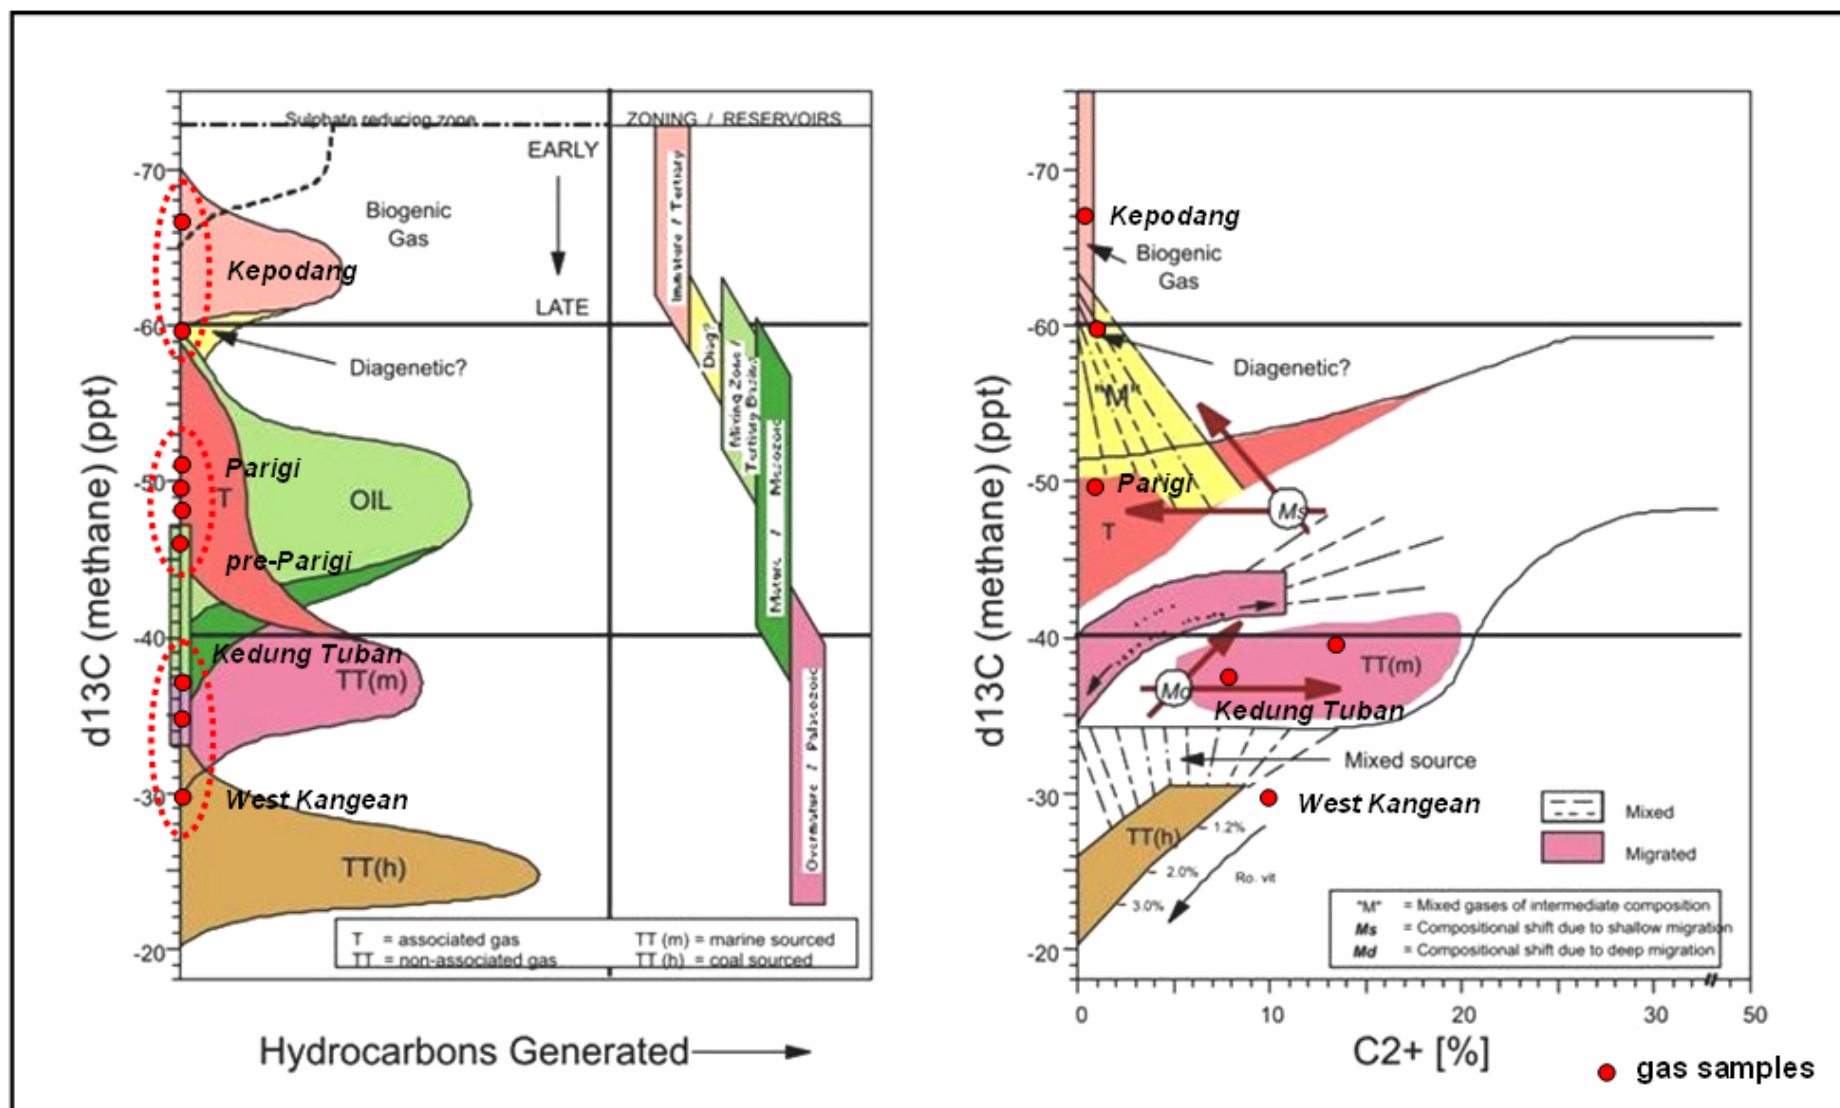 Sulphate reducing zone
ZONING / RESERVOIRS
EARLY
LATE
Biogenic
Gas
-70
-60
-50
-40
-30
-20
d13C (methane) (ppt)
Kepodang
Diagenetic?
Parigi
T
OIL
pre-Parigi
Kedung Tuban
TT(m)
West Kangean
TT(h)
Immature / Tertiary
Diag?
Mixing Zone /
Tertiary Basins
Mature / Mezozoic
Overmature / Palaeozoic
T = associated gas
TT = non-associated gas
TT (m) = marine sourced
TT (h) = coal sourced
Hydrocarbons Generated
-70
-60
-50
-40
-30
-20
d13C (methane) (ppt)
Kepodang
Biogenic
Gas
Diagenetic?
"M"
Parigi
T
Ms
Md
TT(m)
Kedung Tuban
Mixed source
West Kangean
TT(h)
1.2%
2.0%
3.0%
Ro. vit
Mixed
Migrated
"M" = Mixed gases of intermediate composition
Ms = Compositional shift due to shallow migration
Md = Compositional shift due to deep migration
0 10 20 30 50
C2+ [%]
gas samples